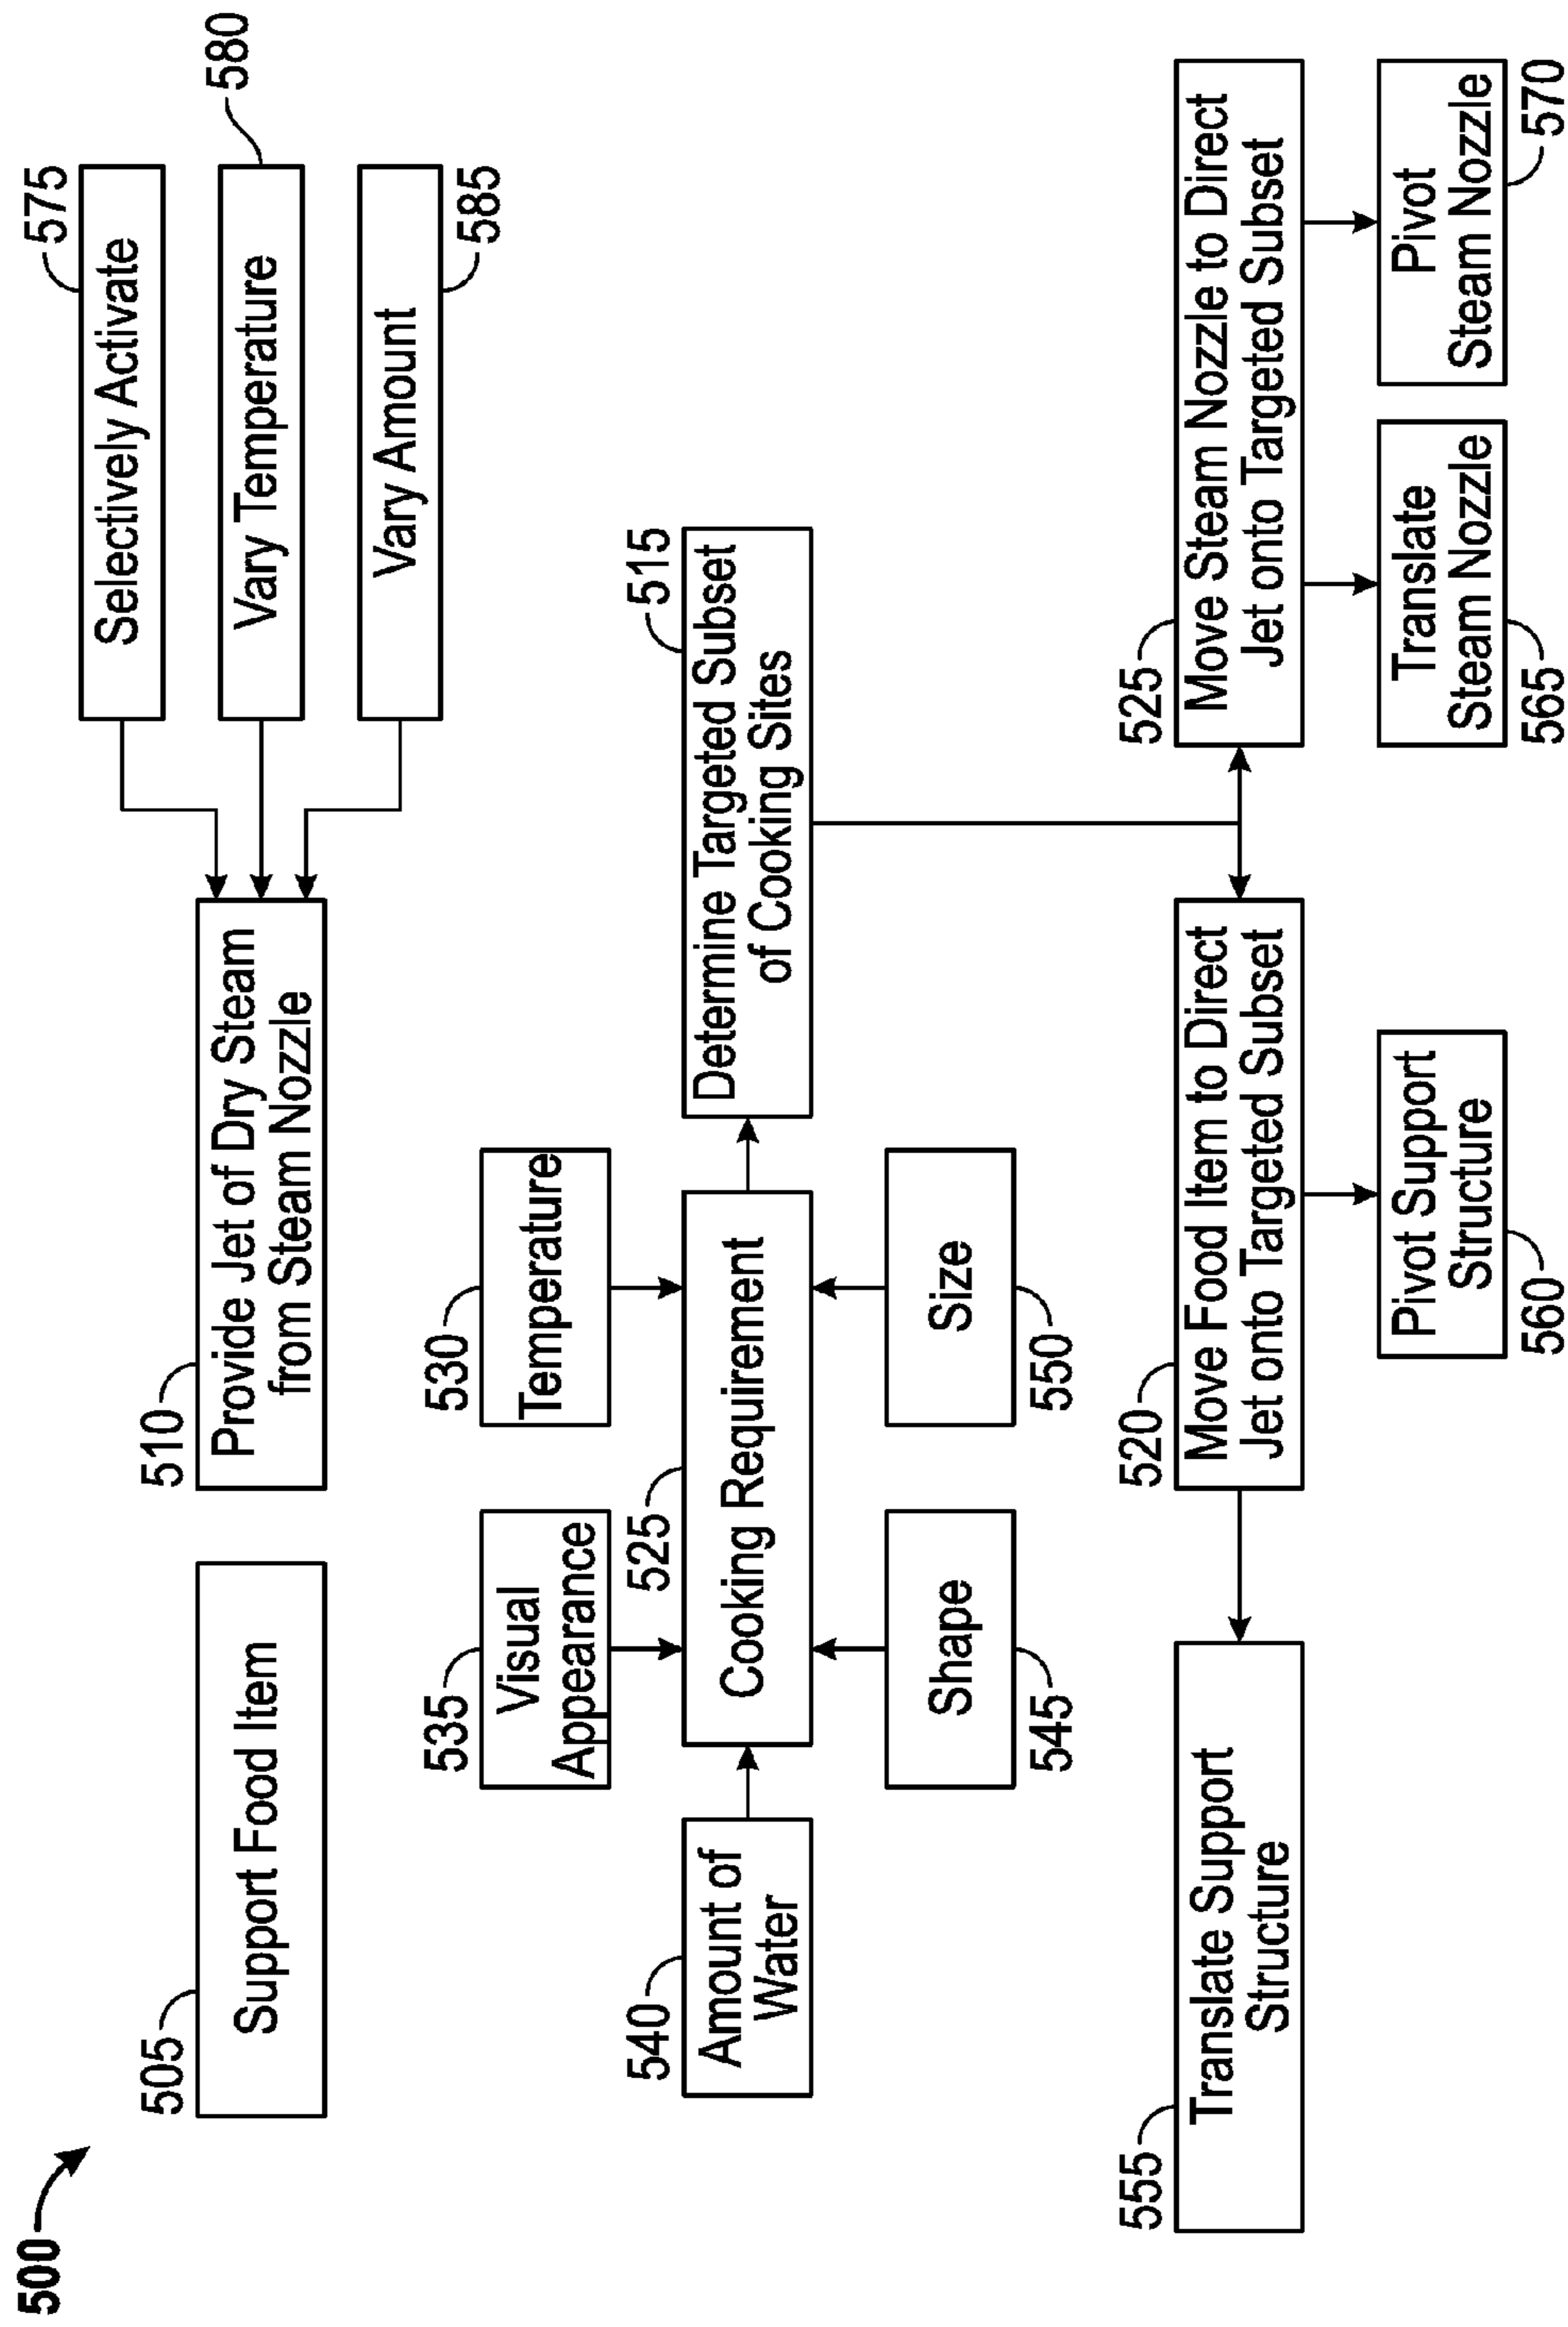 500
505
Support Food Item
510
Provide Jet of Dry Steam
from Steam Nozzle
575
Selectively Activate
580
Vary Temperature
585
Vary Amount
535
Visual
Appearance
530
Temperature
540
Amount of
Water
525
Cooking Requirement
515
Determine Targeted Subset
of Cooking Sites
545
Shape
550
Size
555
Translate Support
Structure
520
Move Food Item to Direct
Jet onto Targeted Subset
525
Move Steam Nozzle to Direct
Jet onto Targeted Subset
560
Pivot Support
Structure
565
Translate
Steam Nozzle
570
Pivot
Steam Nozzle